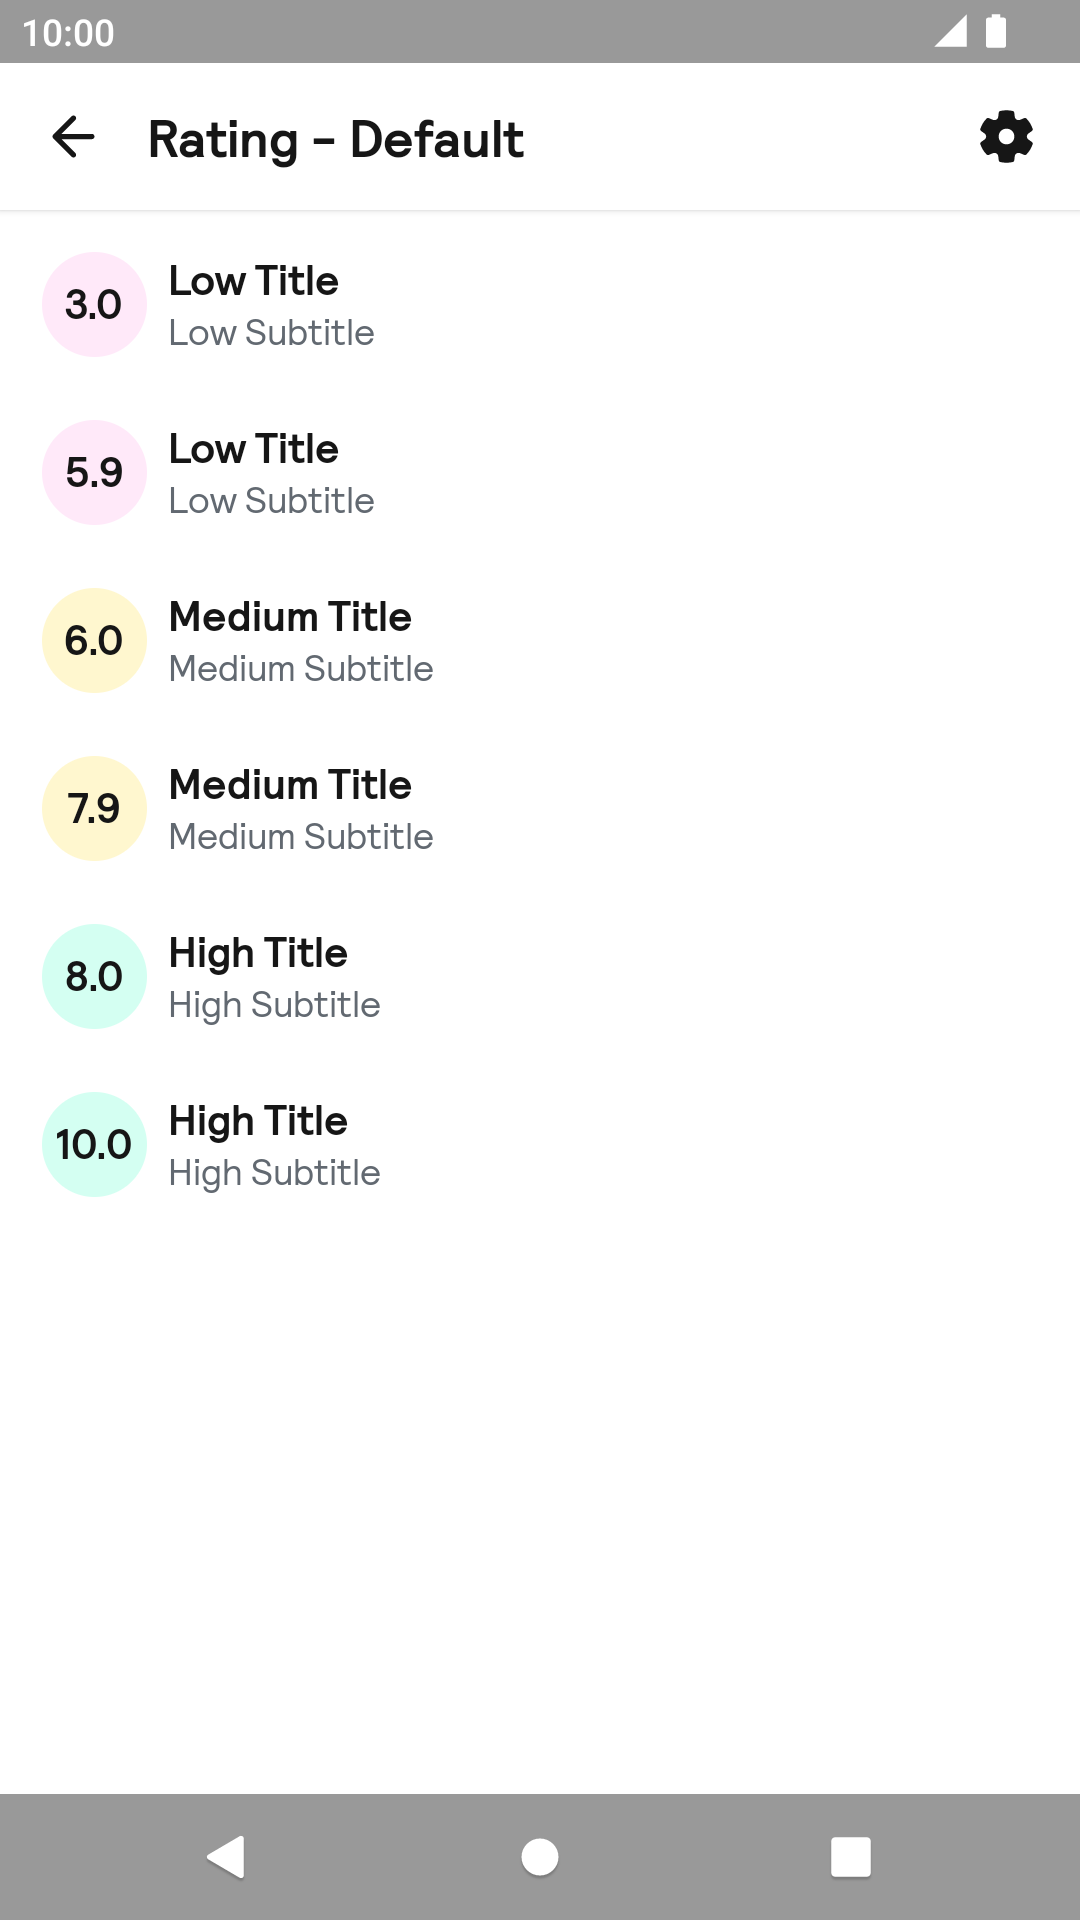 10:00
Rating – Default
3.0
Low Title
Low Subtitle
5.9
Low Title
Low Subtitle
6.0
Medium Title
Medium Subtitle
7.9
Medium Title
Medium Subtitle
8.0
High Title
High Subtitle
10.0
High Title
High Subtitle